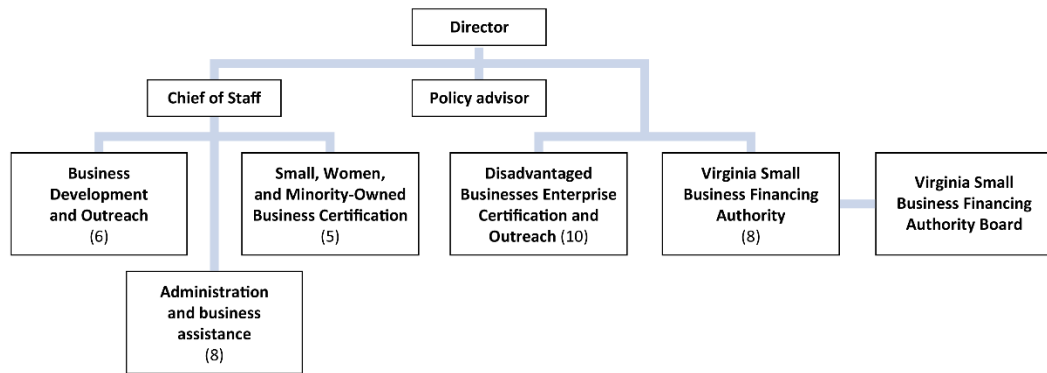 Director
Chief of Staff
Policy advisor
Business
Development
and Outreach
(6)
Small, Women,
and Minority-Owned
Business Certification
(5)
Disadvantaged
Businesses Enterprise
Certification and
Outreach (10)
Virginia Small
Business Financing
Authority
(8)
Virginia Small
Business Financing
Authority Board
Administration
and business
assistance
(8)